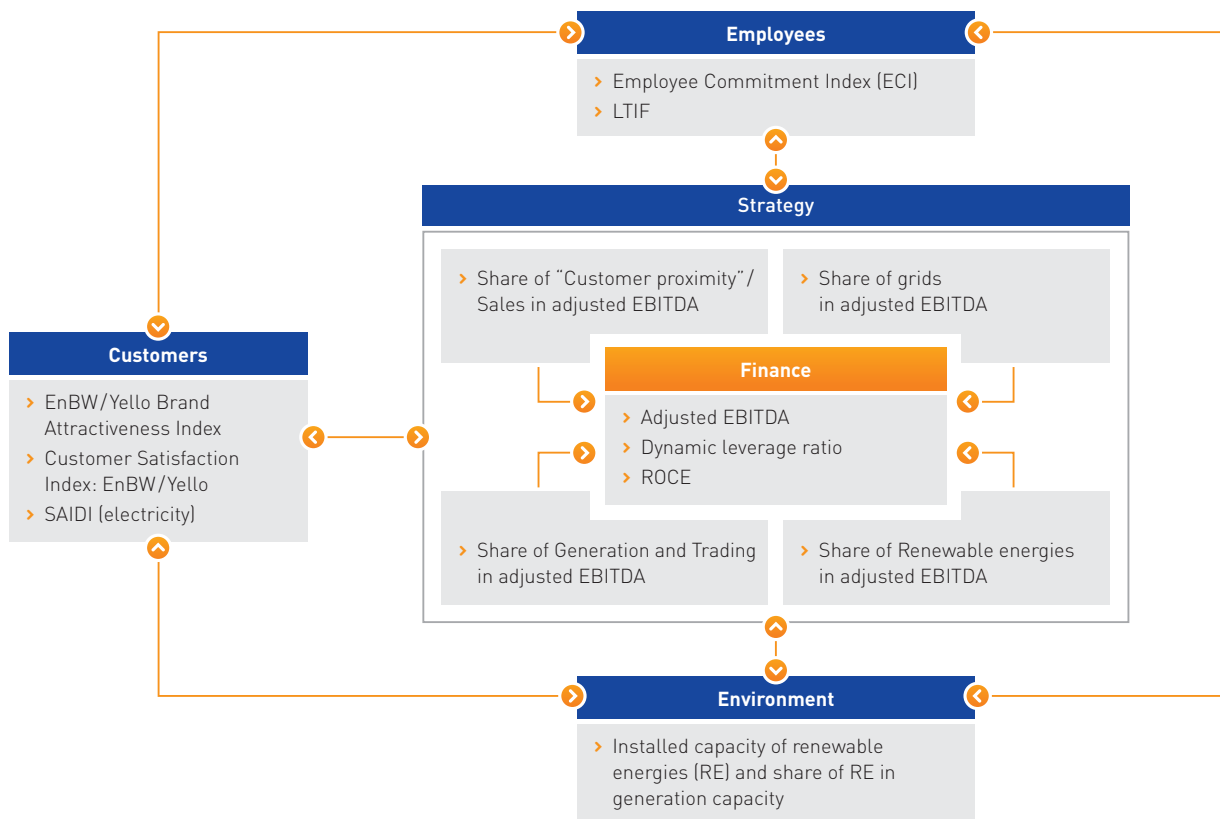 Employees
Employee Commitment Index (ECI)
LTIF
Strategy
Share of “Customer proximity”/
Sales in adjusted EBITDA
Share of grids
in adjusted EBITDA
Customers
EnBW/Yello Brand
Attractiveness Index
Customer Satisfaction
Index: EnBW/Yello
SAIDI (electricity)
Finance
Adjusted EBITDA
Dynamic leverage ratio
ROCE
Share of Generation and Trading
in adjusted EBITDA
Share of Renewable energies
in adjusted EBITDA
Environment
Installed capacity of renewable
energies (RE) and share of RE in
generation capacity